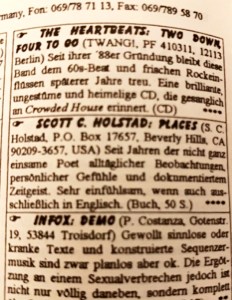 rmany, Fon: 069/78 71 13, Fax: 069/789 58 70
☞ THE HEARTBEATS: TWO DOWN,
FOUR TO GO (TWANG!, PF 410311, 12113
Berlin) Seit ihrer '88er Gründung bleibt diese
Band dem 60s-Beat und frischen Rockein-
flüssen späterer Jahre treu. Eine brillante,
ungestüme und heimelige CD, die gesanglich
an Crowded House erinnert. (CD) ****
☞ SCOTT C. HOLSTAD: PLACES (S. C.
Holstad, P.O. Box 17657, Beverly Hills, CA
90209-3657, USA) Seit Jahren der nicht ganz
einsame Poet alltäglicher Beobachtungen,
persönlicher Gefühle und dokumentiertem
Zeitgeist. Sehr einfühlsam, wenn auch aus-
schließlich in Englisch. (Buch, 50 S.) ****
☞ INFOX: DEMO (P. Costanza, Gotenstr.
19, 53844 Troisdorf) Gewollt sinnlose oder
kranke Texte und konstruierte Sequenzer-
musik sind zwar planlos aber ok. Die Ergöt-
zung an einem Sexualverbrechen jedoch ist
nicht nur völlig daneben, sondern komplett